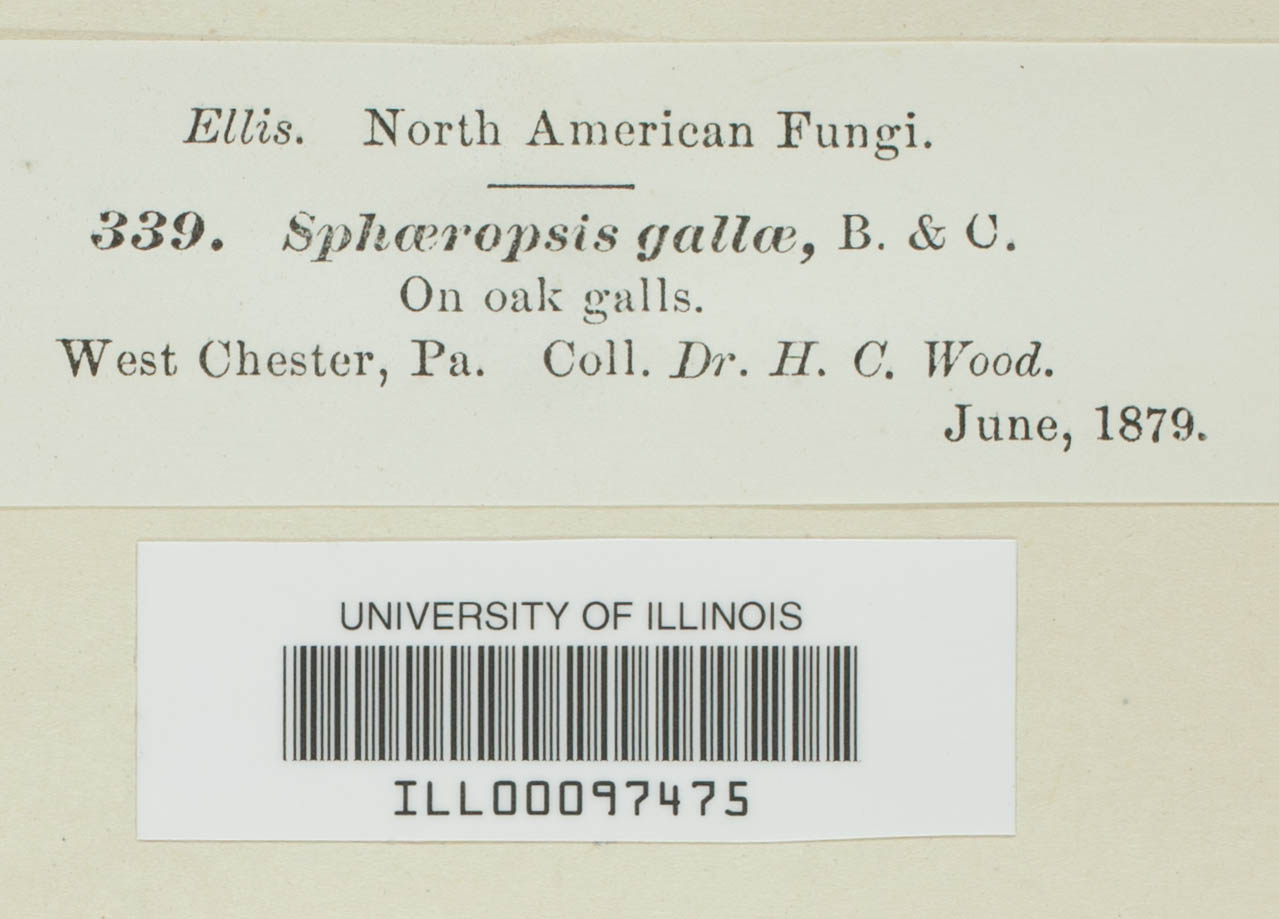 Ellis. North American Fungi.
339. Sphæropsis gallæ, B. & C.
On oak galls.
West Chester, Pa. Coll. Dr. H. C. Wood.
June, 1879.
UNIVERSITY OF ILLINOIS
ILL00097475